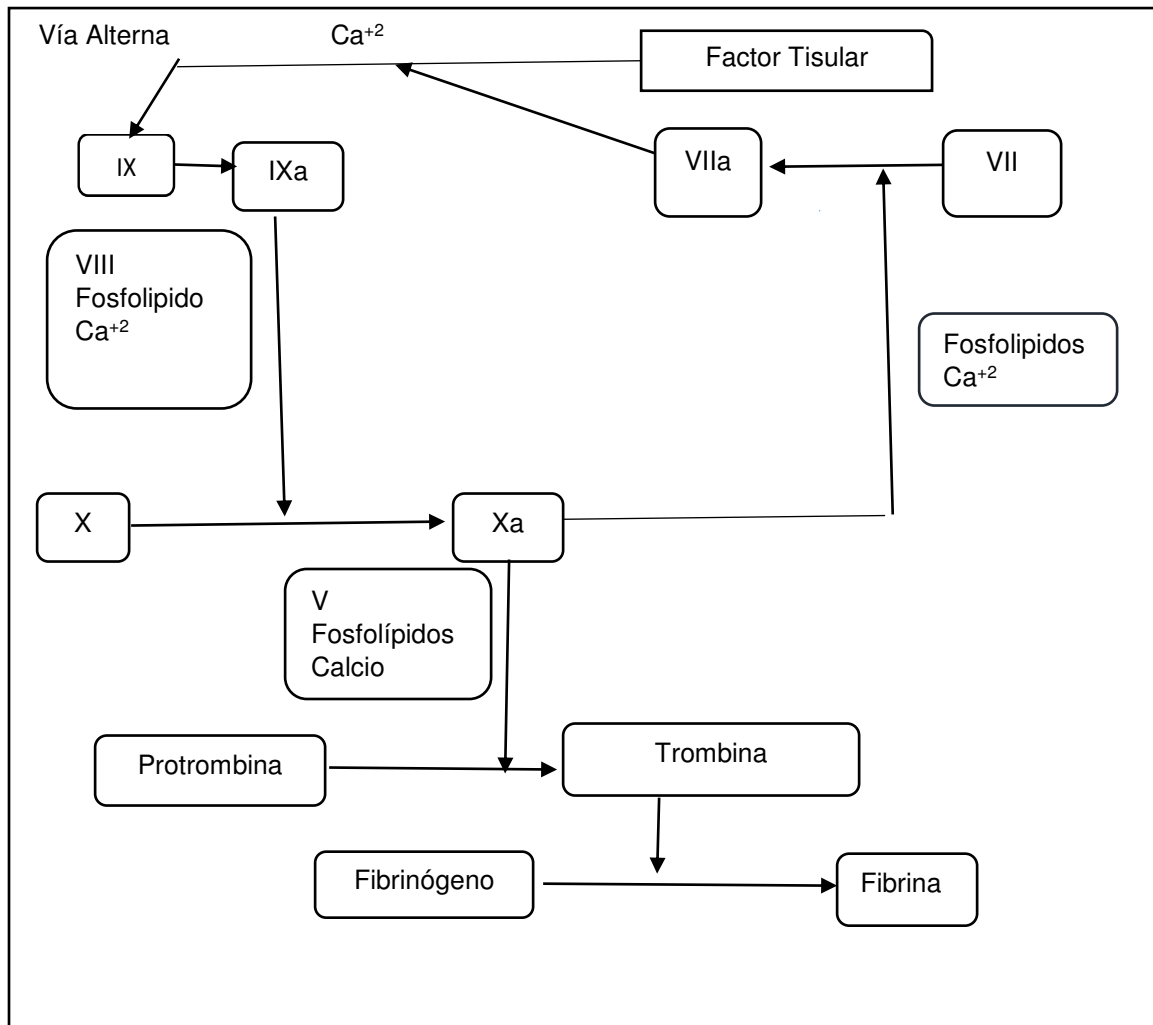 Vía Alterna
Ca+2
Factor Tisular
IX
IXa
VIIa
VII
VIII
Fosfolipido
Ca+2
Fosfolipidos
Ca+2
X
Xa
V
Fosfolípidos
Calcio
Protrombina
Trombina
Fibrinógeno
Fibrina